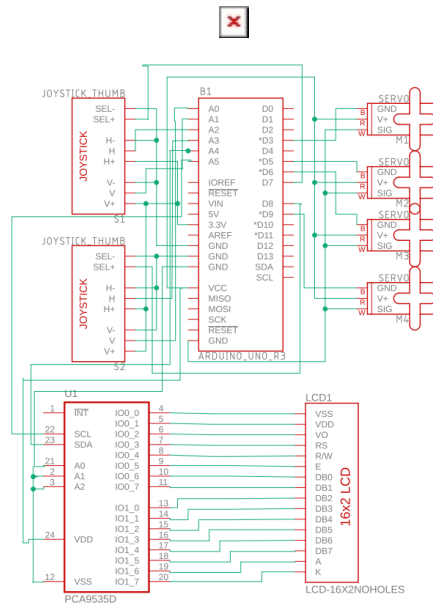 JOYSTICK_THUMB
SEL-
SEL+
H-
H
H+
V-
V
V+
JOYSTICK
S1
JOYSTICK_THUMB
SEL-
SEL+
H-
H
H+
V-
V
V+
JOYSTICK
S2
B1
A0
A1
A2
A3
A4
A5
IOREF
RESET
VIN
5V
3.3V
AREF
GND
GND
GND
VCC
MISO
MOSI
SCK
RESET
GND
D0
D1
D2
*D3
D4
*D5
*D6
D7
D8
*D9
*D10
*D11
D12
D13
SDA
SCL
ARDUINO_UNO_R3
SERVO
B GND
R V+
W SIG
M1
SERVO
B GND
R V+
W SIG
M2
SERVO
B GND
R V+
W SIG
M3
SERVO
B GND
R V+
W SIG
M4
U1
1 INT
22 SCL
23 SDA
21 A0
2 A1
3 A2
24 VDD
12 VSS
IO0_0 4
IO0_1 5
IO0_2 6
IO0_3 7
IO0_4 8
IO0_5 9
IO0_6 10
IO0_7 11
IO1_0 13
IO1_1 14
IO1_2 15
IO1_3 16
IO1_4 17
IO1_5 18
IO1_6 19
IO1_7 20
PCA9535D
LCD1
VSS
VDD
VO
RS
R/W
E
DB0
DB1
DB2
DB3
DB4
DB5
DB6
DB7
A
K
16x2 LCD
LCD-16X2NOHOLES